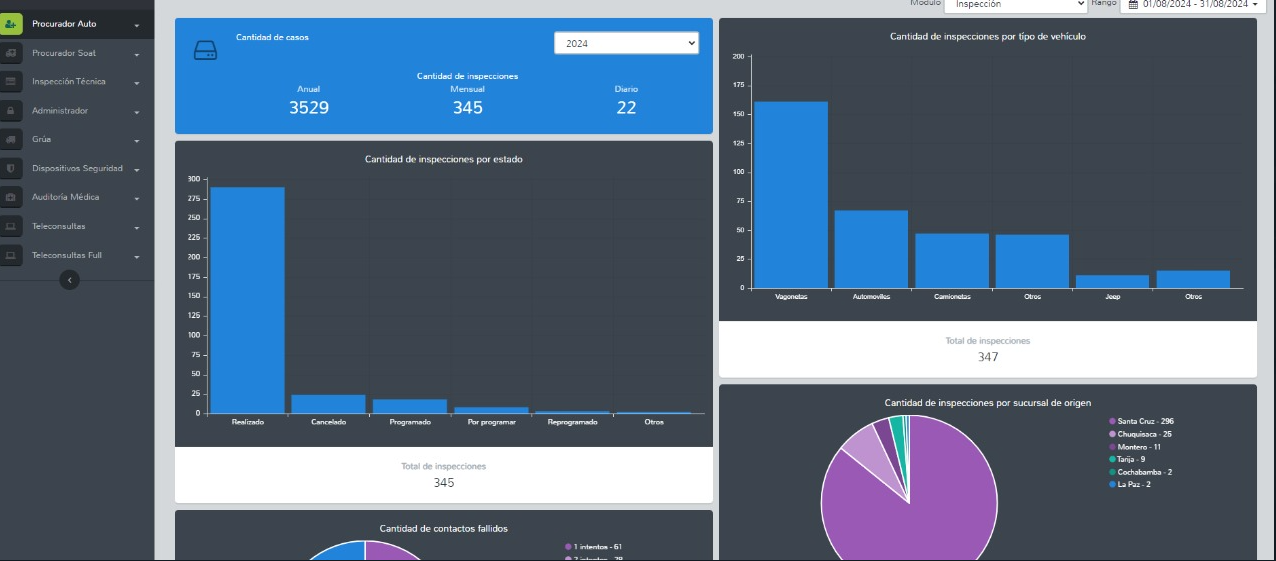 Módulo
Inspección
Rango
01/08/2024 - 31/08/2024
Procurador Auto
Procurador Soat
Inspección Técnica
Administrador
Grúa
Dispositivos Seguridad
Auditoría Médica
Teleconsultas
Teleconsultas Full
Cantidad de casos
2024
Cantidad de inspecciones
Anual
Mensual
Diario
3529
345
22
Cantidad de inspecciones por estado
300
275
250
225
200
175
150
125
100
75
50
25
0
Realizado
Cancelado
Programado
Por programar
Reprogramado
Otros
Total de inspecciones
345
Cantidad de contactos fallidos
1 intentos - 61
2 intentos - 28
Cantidad de inspecciones por tipo de vehículo
200
175
150
125
100
75
50
25
0
Vagonetas
Automoviles
Camionetas
Otros
Jeep
Otros
Total de inspecciones
347
Cantidad de inspecciones por sucursal de origen
Santa Cruz - 296
Chuquisaca - 25
Montero - 11
Tarija - 9
Cochabamba - 2
La Paz - 2